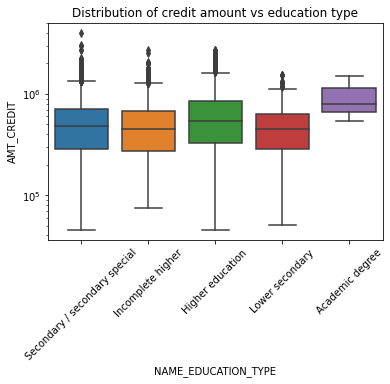 Distribution of credit amount vs education type
AMT_CREDIT
10⁶
10⁵
Secondary / secondary special
Incomplete higher
Higher education
Lower secondary
Academic degree
NAME_EDUCATION_TYPE